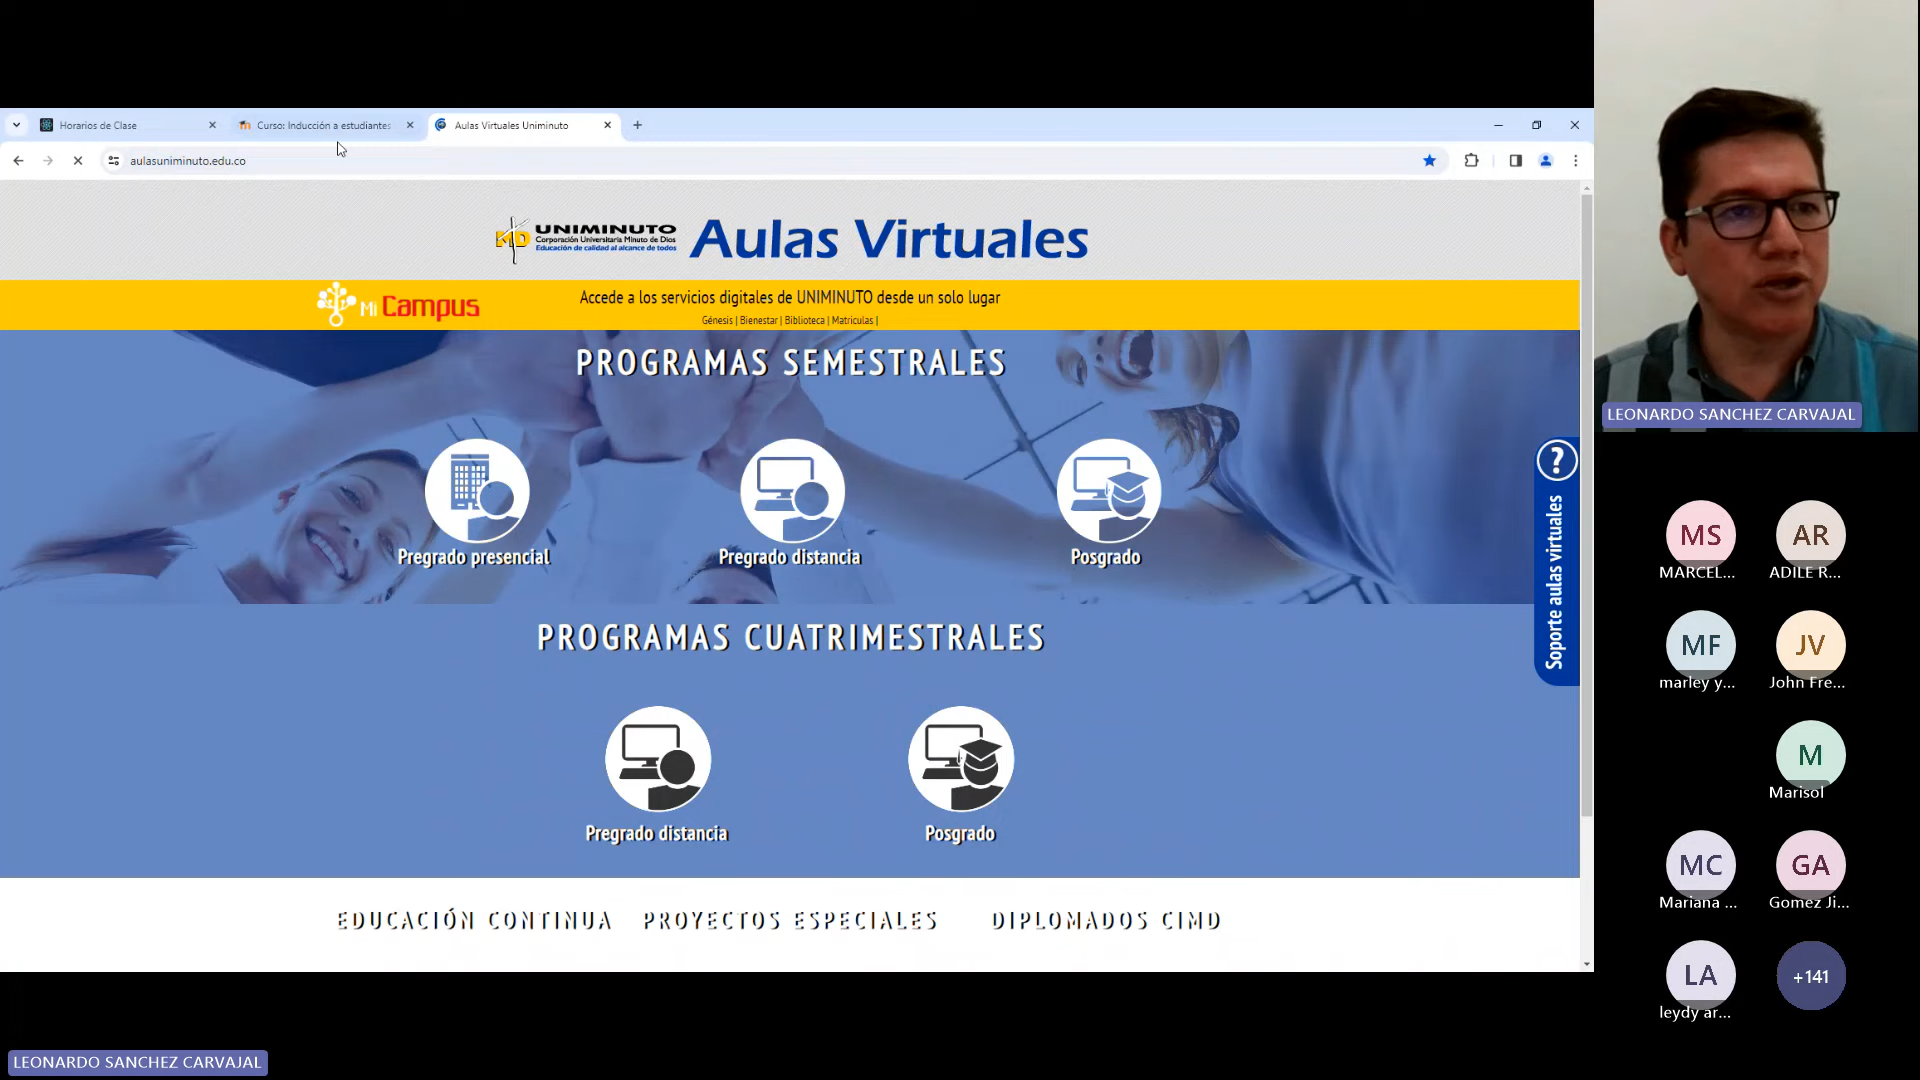 Horarios de Clase
Curso: Inducción a estudiantes
Aulas Virtuales Uniminuto
aulasuniminuto.edu.co
UNIMINUTO
Corporación Universitaria Minuto de Dios
Educación de calidad al alcance de todos
Aulas Virtuales
Mi Campus
Accede a los servicios digitales de UNIMINUTO desde un solo lugar
Génesis | Bienestar | Biblioteca | Matriculas |
PROGRAMAS SEMESTRALES
Pregrado presencial
Pregrado distancia
Posgrado
? Soporte aulas virtuales
PROGRAMAS CUATRIMESTRALES
Pregrado distancia
Posgrado
EDUCACIÓN CONTINUA
PROYECTOS ESPECIALES
DIPLOMADOS CIMD
LEONARDO SANCHEZ CARVAJAL
MS
MARCEL...
AR
ADILE R...
MF
marley y...
JV
John Fre...
M
Marisol
MC
Mariana ...
GA
Gomez Ji...
LA
leydy ar...
+141
LEONARDO SANCHEZ CARVAJAL